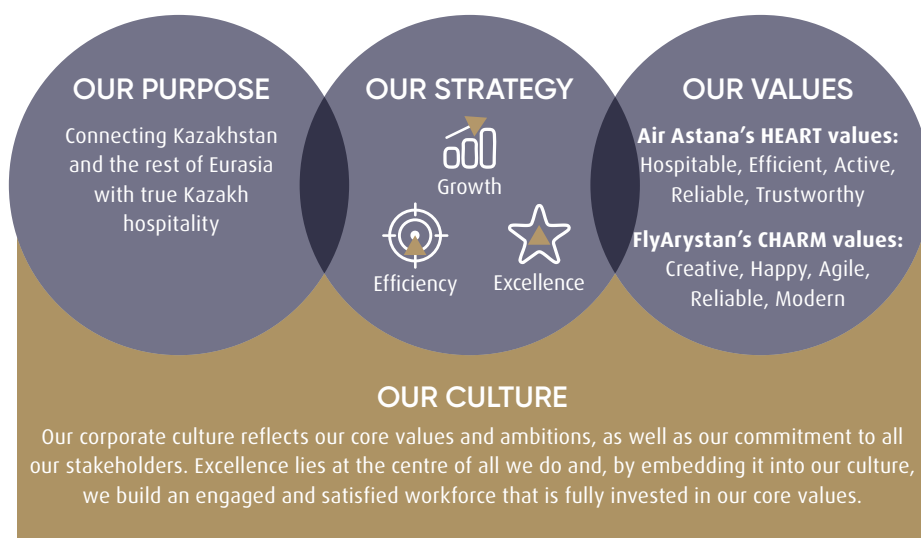 OUR PURPOSE
Connecting Kazakhstan
and the rest of Eurasia
with true Kazakh
hospitality
OUR STRATEGY
Growth
Efficiency
Excellence
OUR VALUES
Air Astana’s HEART values:
Hospitable, Efficient, Active,
Reliable, Trustworthy
FlyArystan’s CHARM values:
Creative, Happy, Agile,
Reliable, Modern
OUR CULTURE
Our corporate culture reflects our core values and ambitions, as well as our commitment to all
our stakeholders. Excellence lies at the centre of all we do and, by embedding it into our culture,
we build an engaged and satisfied workforce that is fully invested in our core values.